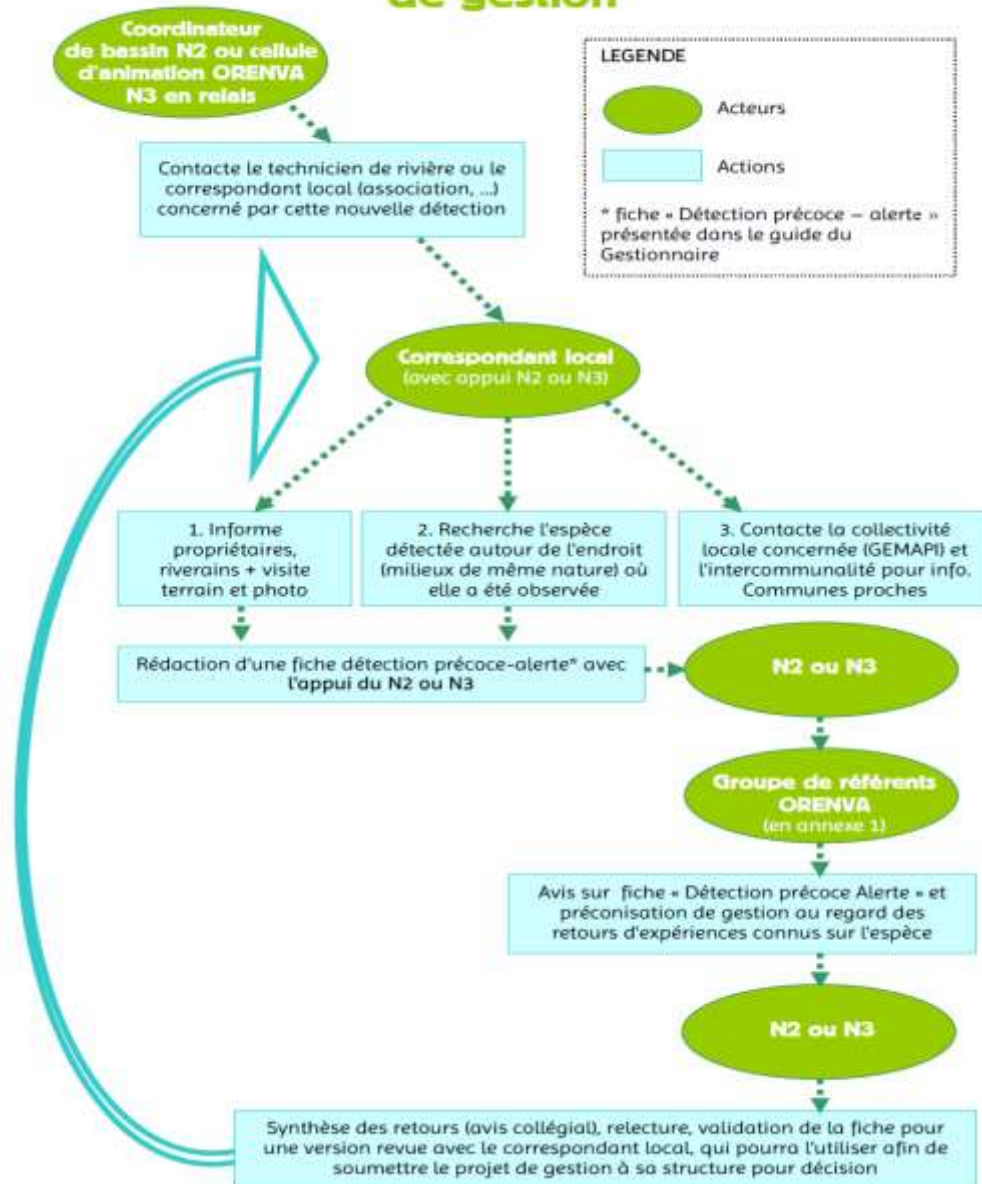 de gestion
Coordinateur
de bassin N2 ou cellule
d'animation ORENVA
N3 en relais
LEGENDE
Acteurs
Actions
* fiche « Détection précoce – alerte »
présentée dans le guide du
Gestionnaire
Contacte le technicien de rivière ou le
correspondant local (association, ...)
concerné par cette nouvelle détection
Correspondant local
(avec appui N2 ou N3)
1. Informe
propriétaires,
riverains + visite
terrain et photo
2. Recherche l'espèce
détectée autour de l'endroit
(milieux de même nature) où
elle a été observée
3. Contacte la collectivité
locale concernée (GEMAPI) et
l'intercommunalité pour info.
Communes proches
Rédaction d'une fiche détection précoce-alerte* avec
l'appui du N2 ou N3
N2 ou N3
Groupe de référents
ORENVA
(en annexe 1)
Avis sur fiche « Détection précoce Alerte » et
préconisation de gestion au regard des
retours d'expériences connus sur l'espèce
N2 ou N3
Synthèse des retours (avis collégial), relecture, validation de la fiche pour
une version revue avec le correspondant local, qui pourra l'utiliser afin de
soumettre le projet de gestion à sa structure pour décision